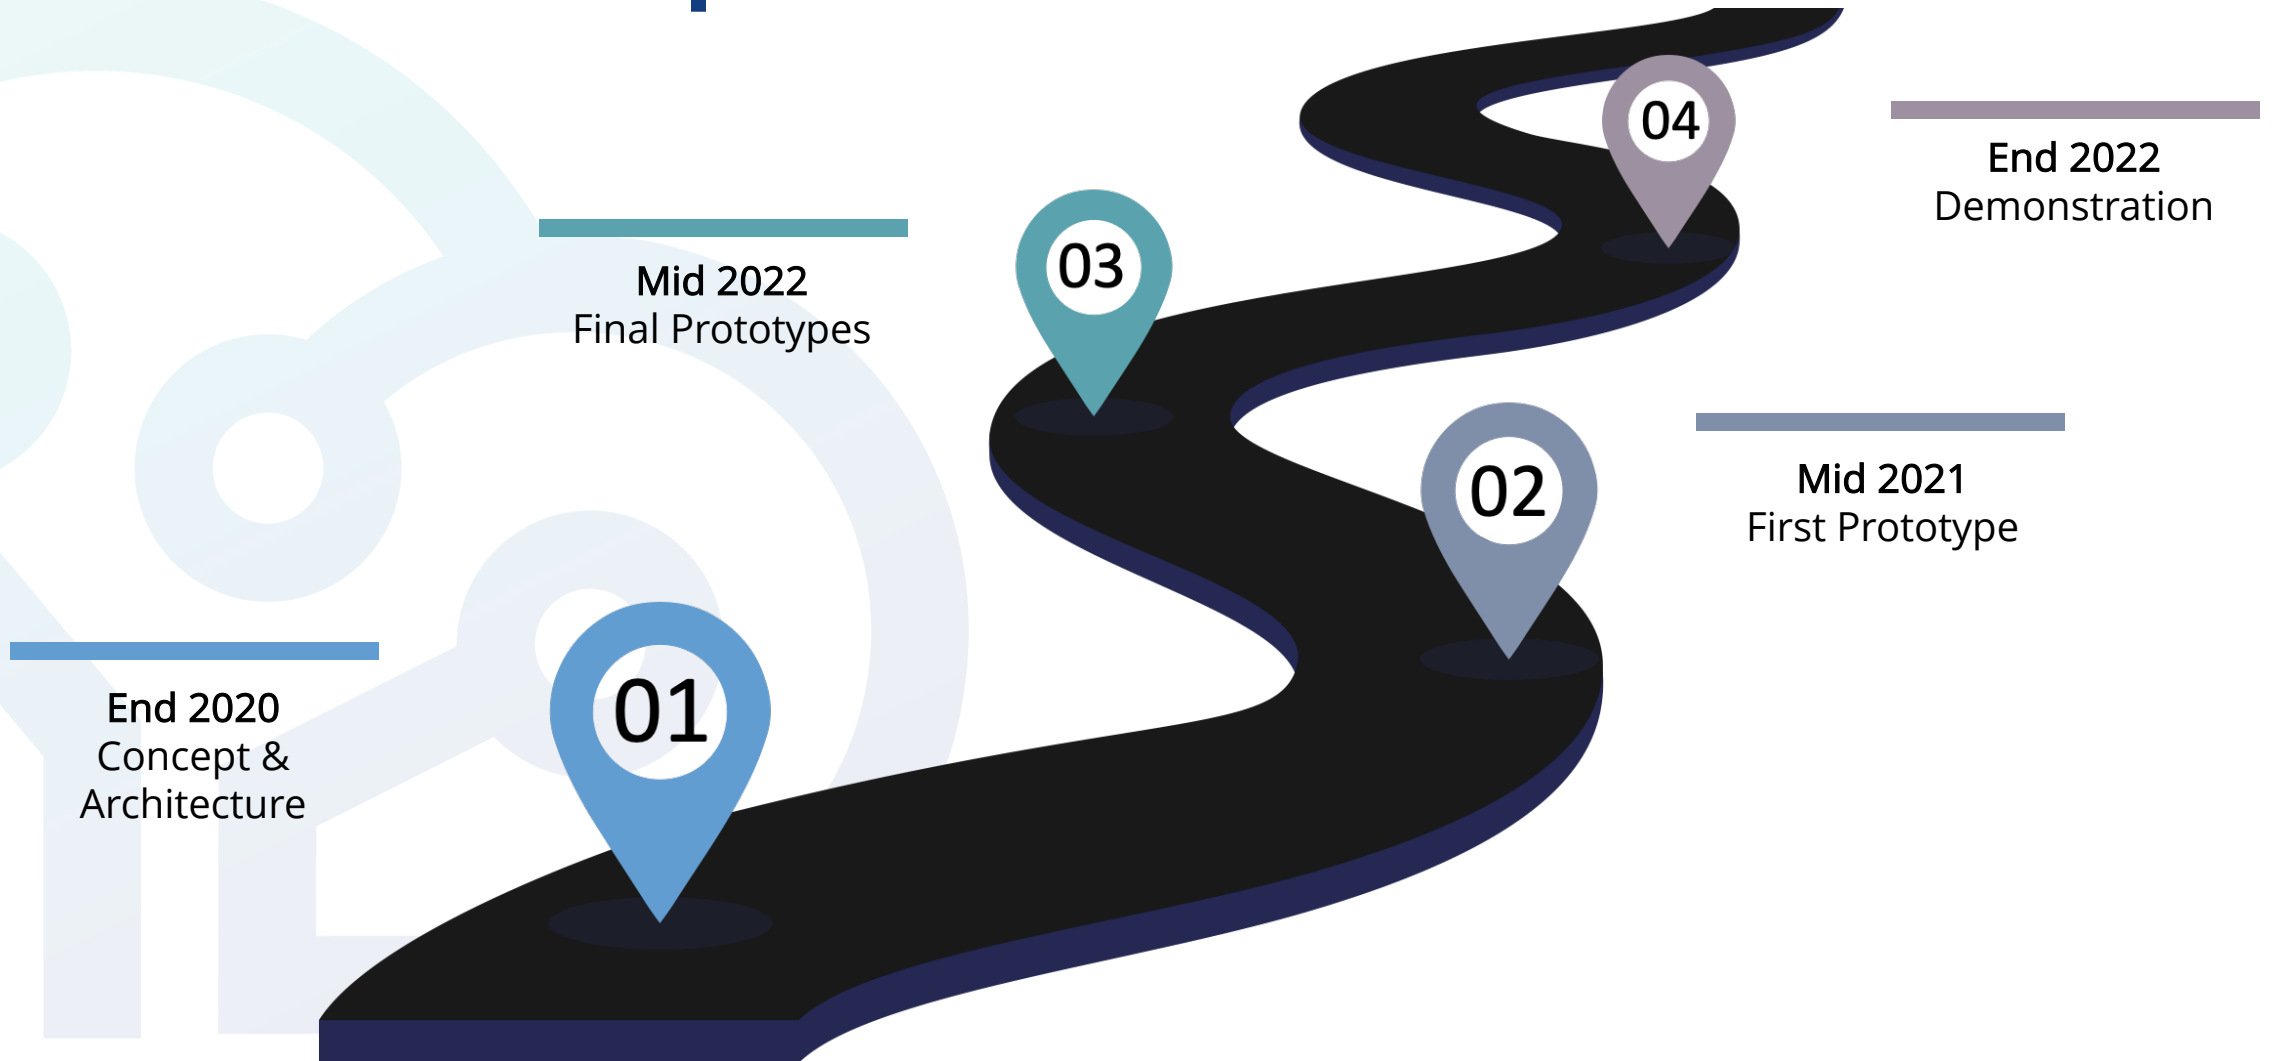 01
End 2020
Concept &
Architecture
02
Mid 2021
First Prototype
03
Mid 2022
Final Prototypes
04
End 2022
Demonstration